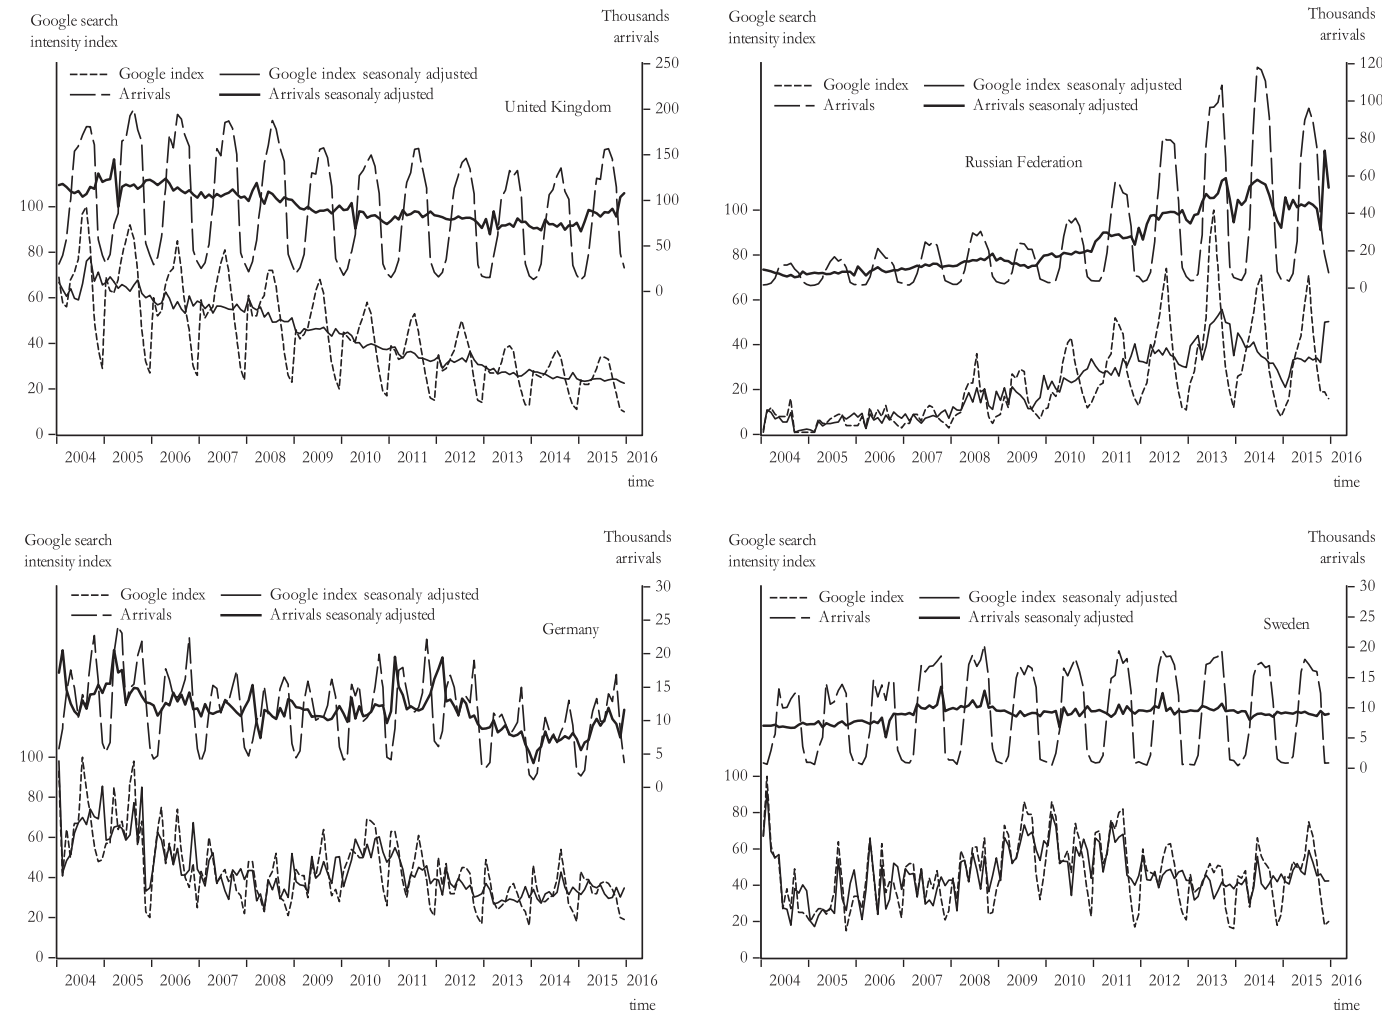 Google search
intensity index
Thousands
arrivals
Google index
Google index seasonaly adjusted
Arrivals
Arrivals seasonaly adjusted
United Kingdom
250
200
150
100
50
0
100
80
60
40
20
0
2004 2005 2006 2007 2008 2009 2010 2011 2012 2013 2014 2015 2016
time
Google search
intensity index
Thousands
arrivals
Google index
Google index seasonaly adjusted
Arrivals
Arrivals seasonaly adjusted
Russian Federation
120
100
80
60
40
20
0
100
80
60
40
20
0
2004 2005 2006 2007 2008 2009 2010 2011 2012 2013 2014 2015 2016
time
Google search
intensity index
Thousands
arrivals
Google index
Google index seasonaly adjusted
Arrivals
Arrivals seasonaly adjusted
Germany
30
25
20
15
10
5
0
100
80
60
40
20
0
2004 2005 2006 2007 2008 2009 2010 2011 2012 2013 2014 2015 2016
time
Google search
intensity index
Thousands
arrivals
Google index
Google index seasonaly adjusted
Arrivals
Arrivals seasonaly adjusted
Sweden
30
25
20
15
10
5
0
100
80
60
40
20
0
2004 2005 2006 2007 2008 2009 2010 2011 2012 2013 2014 2015 2016
time